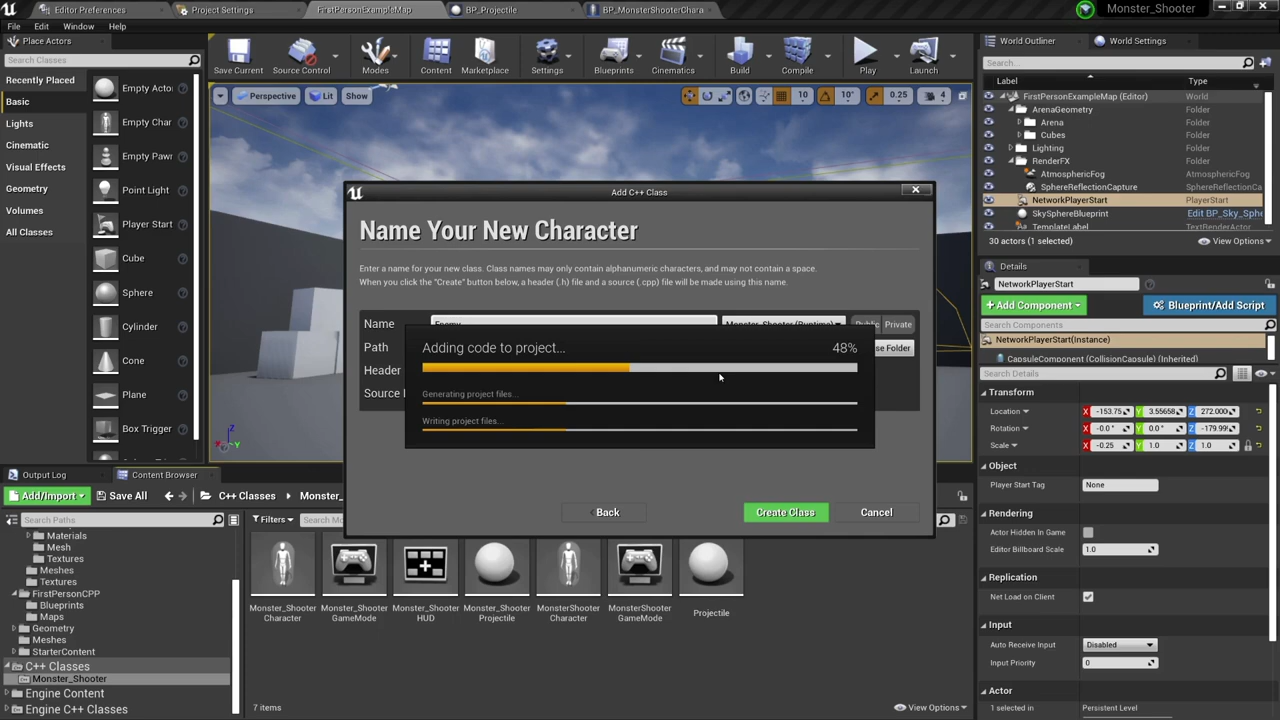 Editor Preferences
Project Settings
FirstPersonExampleMap
BP_Projectile
BP_MonsterShooterChara
Monster_Shooter
File Edit Window Help
Place Actors
Search Classes
Recently Placed
Basic
Lights
Cinematic
Visual Effects
Geometry
Volumes
All Classes
Empty Acto
Empty Char
Empty Pawn
Point Light
Player Start
Cube
Sphere
Cylinder
Cone
Plane
Box Trigger
Save Current
Source Control
Modes
Content
Marketplace
Settings
Blueprints
Cinematics
Build
Compile
Play
Launch
Perspective
Lit
Show
10
10°
0.25
4
Add C++ Class
Name Your New Character
Enter a name for your new class. Class names may only contain alphanumeric characters, and may not contain a space.
When you click the "Create" button below, a header (.h) file and a source (.cpp) file will be made using this name.
Name
Enemy
Monster_Shooter (Runtime)
Public
Private
Path
se Folder
Header
Source
Adding code to project...
48%
Generating project files...
Writing project files...
Back
Create Class
Cancel
World Outliner
World Settings
Search...
Label
Type
FirstPersonExampleMap (Editor) World
ArenaGeometry Folder
Arena Folder
Cubes Folder
Lighting Folder
RenderFX Folder
AtmosphericFog AtmosphericFog
SphereReflectionCapture SphereReflectionCa
NetworkPlayerStart PlayerStart
SkySphereBlueprint Edit BP_Sky_Sphe
TemplateLabel TextRenderActor
30 actors (1 selected)
View Options
Details
NetworkPlayerStart
Add Component
Blueprint/Add Script
Search Components
NetworkPlayerStart(Instance)
CapsuleComponent (CollisionCapsule) (Inherited)
Search Details
Transform
Location X -153.75 Y 3.55658 Z 272.000
Rotation X -0.0 ° Y 0.0 ° Z -179.99
Scale X -0.25 Y 1.0 Z 1.0
Object
Player Start Tag
None
Rendering
Actor Hidden In Game
Editor Billboard Scale
1.0
Replication
Net Load on Client
Input
Auto Receive Input
Disabled
Input Priority
0
Actor
1 selected in
Persistent Level
Output Log
Content Browser
Add/Import
Save All
C++ Classes
Monster_
Search Paths
Filters
Search Mo
Materials
Mesh
Textures
Meshes
Textures
FirstPersonCPP
Blueprints
Maps
Geometry
Meshes
StarterContent
C++ Classes
Monster_Shooter
Engine Content
Engine C++ Classes
Monster_Shooter
Character
Monster_Shooter
GameMode
Monster_Shooter
HUD
Monster_Shooter
Projectile
MonsterShooter
Character
MonsterShooter
GameMode
Projectile
7 items
View Options